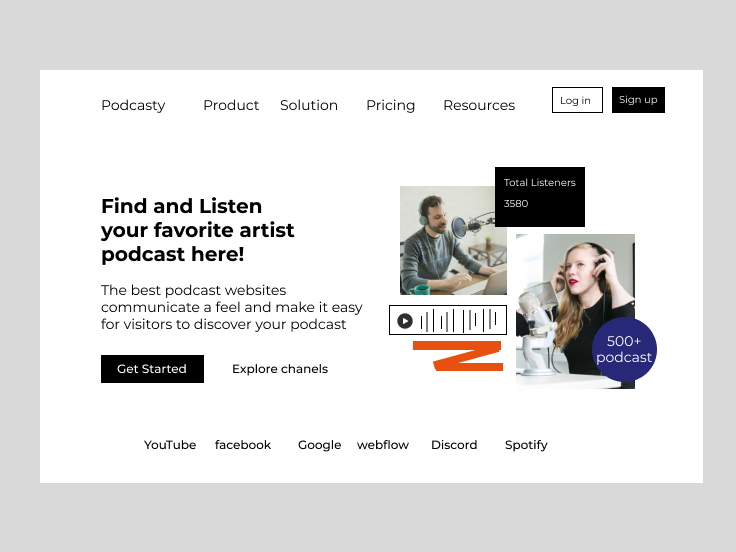 Podcasty Product Solution Pricing Resources Log in Sign up
Total Listeners
3580
Find and Listen
your favorite artist
podcast here!
The best podcast websites
communicate a feel and make it easy
for visitors to discover your podcast
500+
podcast
Get Started Explore chanels
YouTube facebook Google webflow Discord Spotify